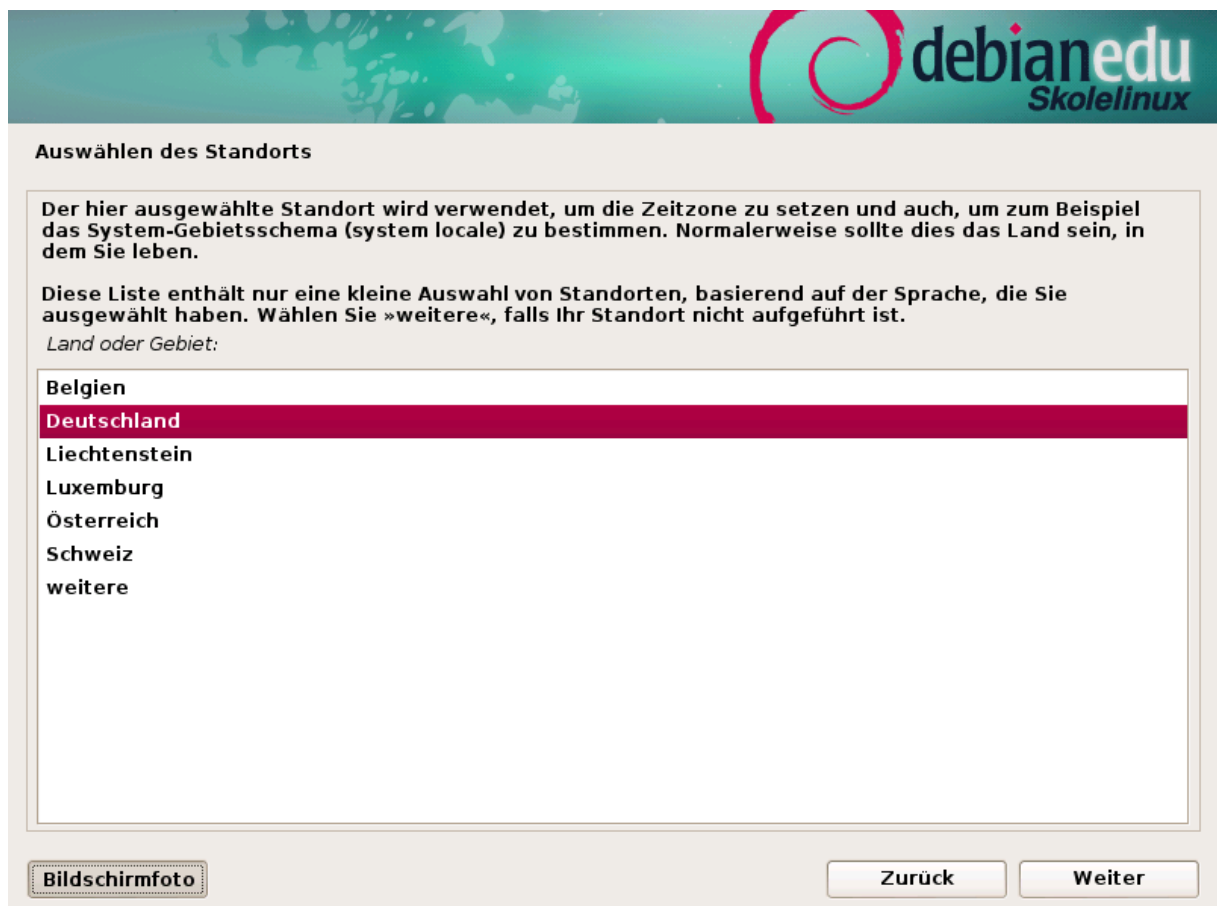 debianedu
Skolelinux
Auswählen des Standorts
Der hier ausgewählte Standort wird verwendet, um die Zeitzone zu setzen und auch, um zum Beispiel
das System-Gebietsschema (system locale) zu bestimmen. Normalerweise sollte dies das Land sein, in
dem Sie leben.
Diese Liste enthält nur eine kleine Auswahl von Standorten, basierend auf der Sprache, die Sie
ausgewählt haben. Wählen Sie »weitere«, falls Ihr Standort nicht aufgeführt ist.
Land oder Gebiet:
Belgien
Deutschland
Liechtenstein
Luxemburg
Österreich
Schweiz
weitere
Bildschirmfoto Zurück Weiter